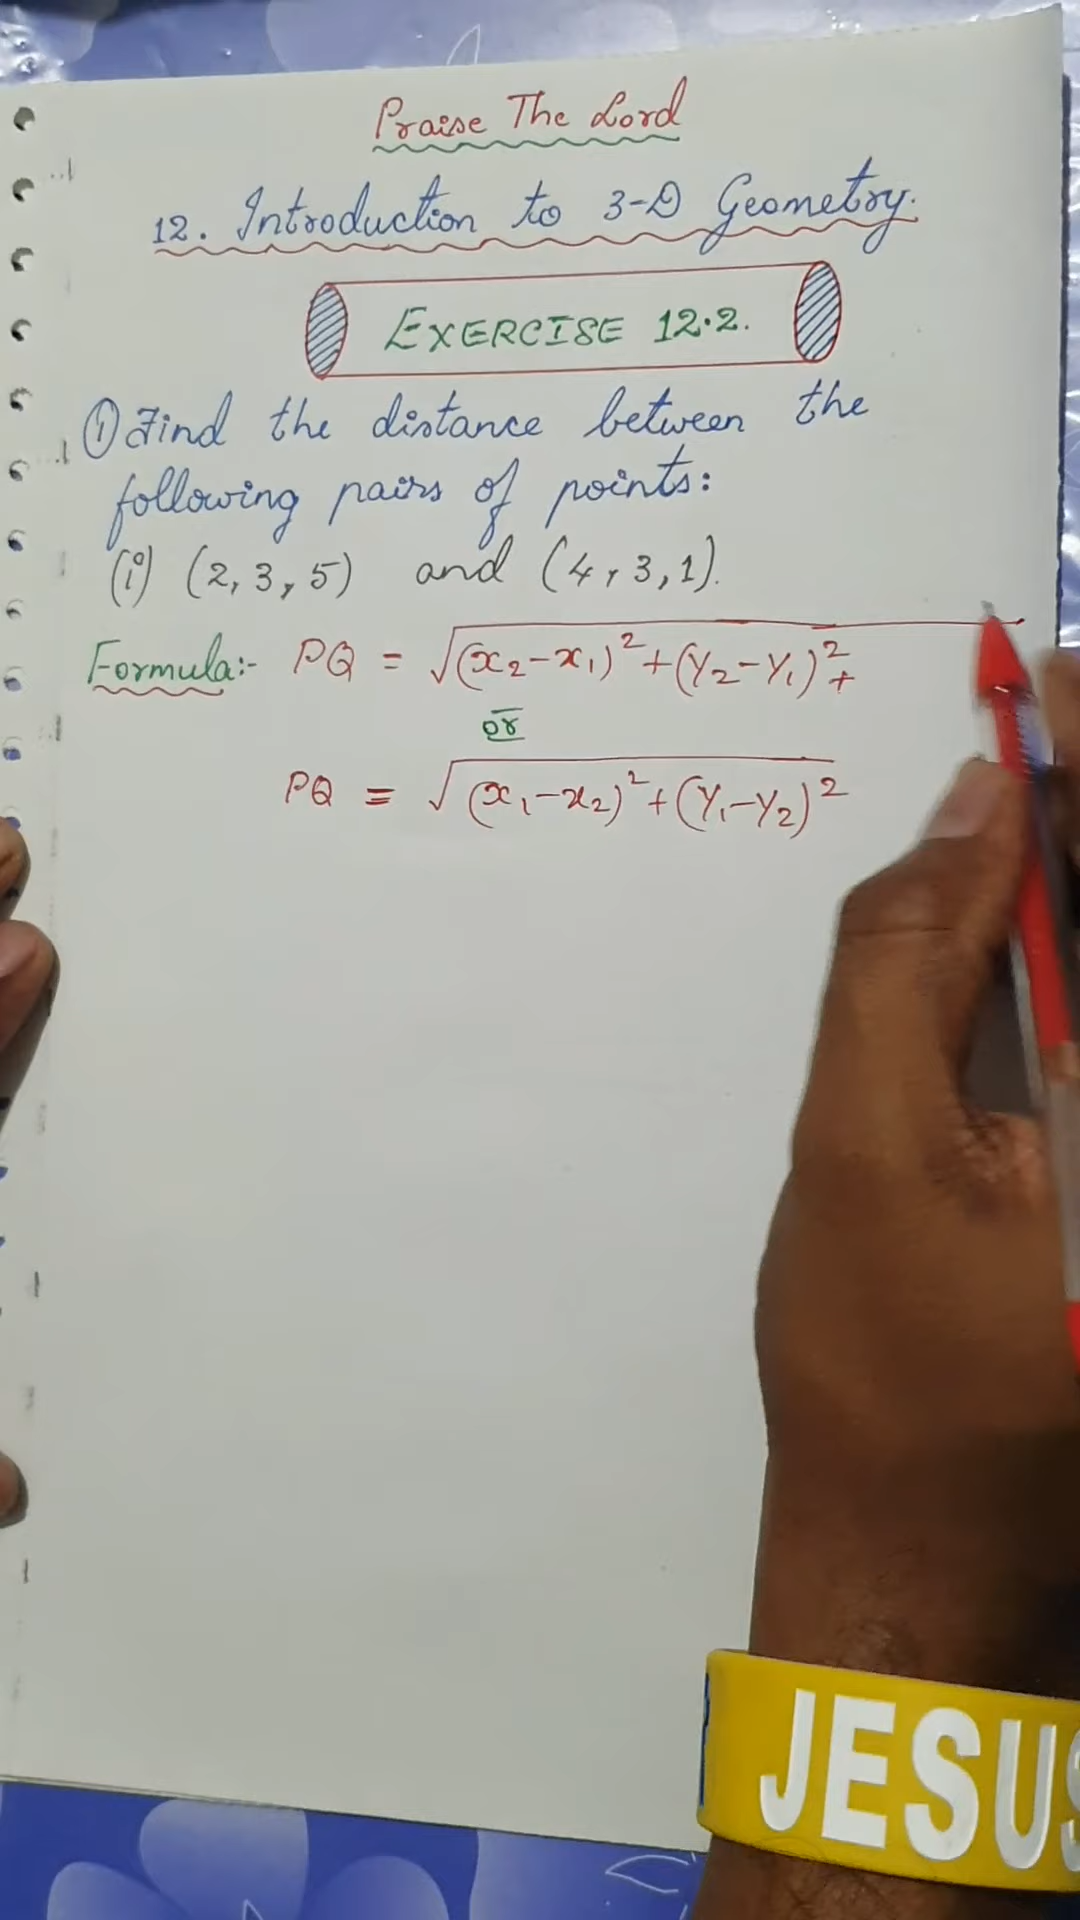 Praise The Lord
12. Introduction to 3-D Geometry.
EXERCISE 12.2.
① Find the distance between the
following pairs of points:
(i) (2, 3, 5) and (4, 3, 1).
Formula:- PQ = √(x₂-x₁)²+(y₂-y₁)²+
or
PQ = √(x₁-x₂)²+(y₁-y₂)²
JESUS